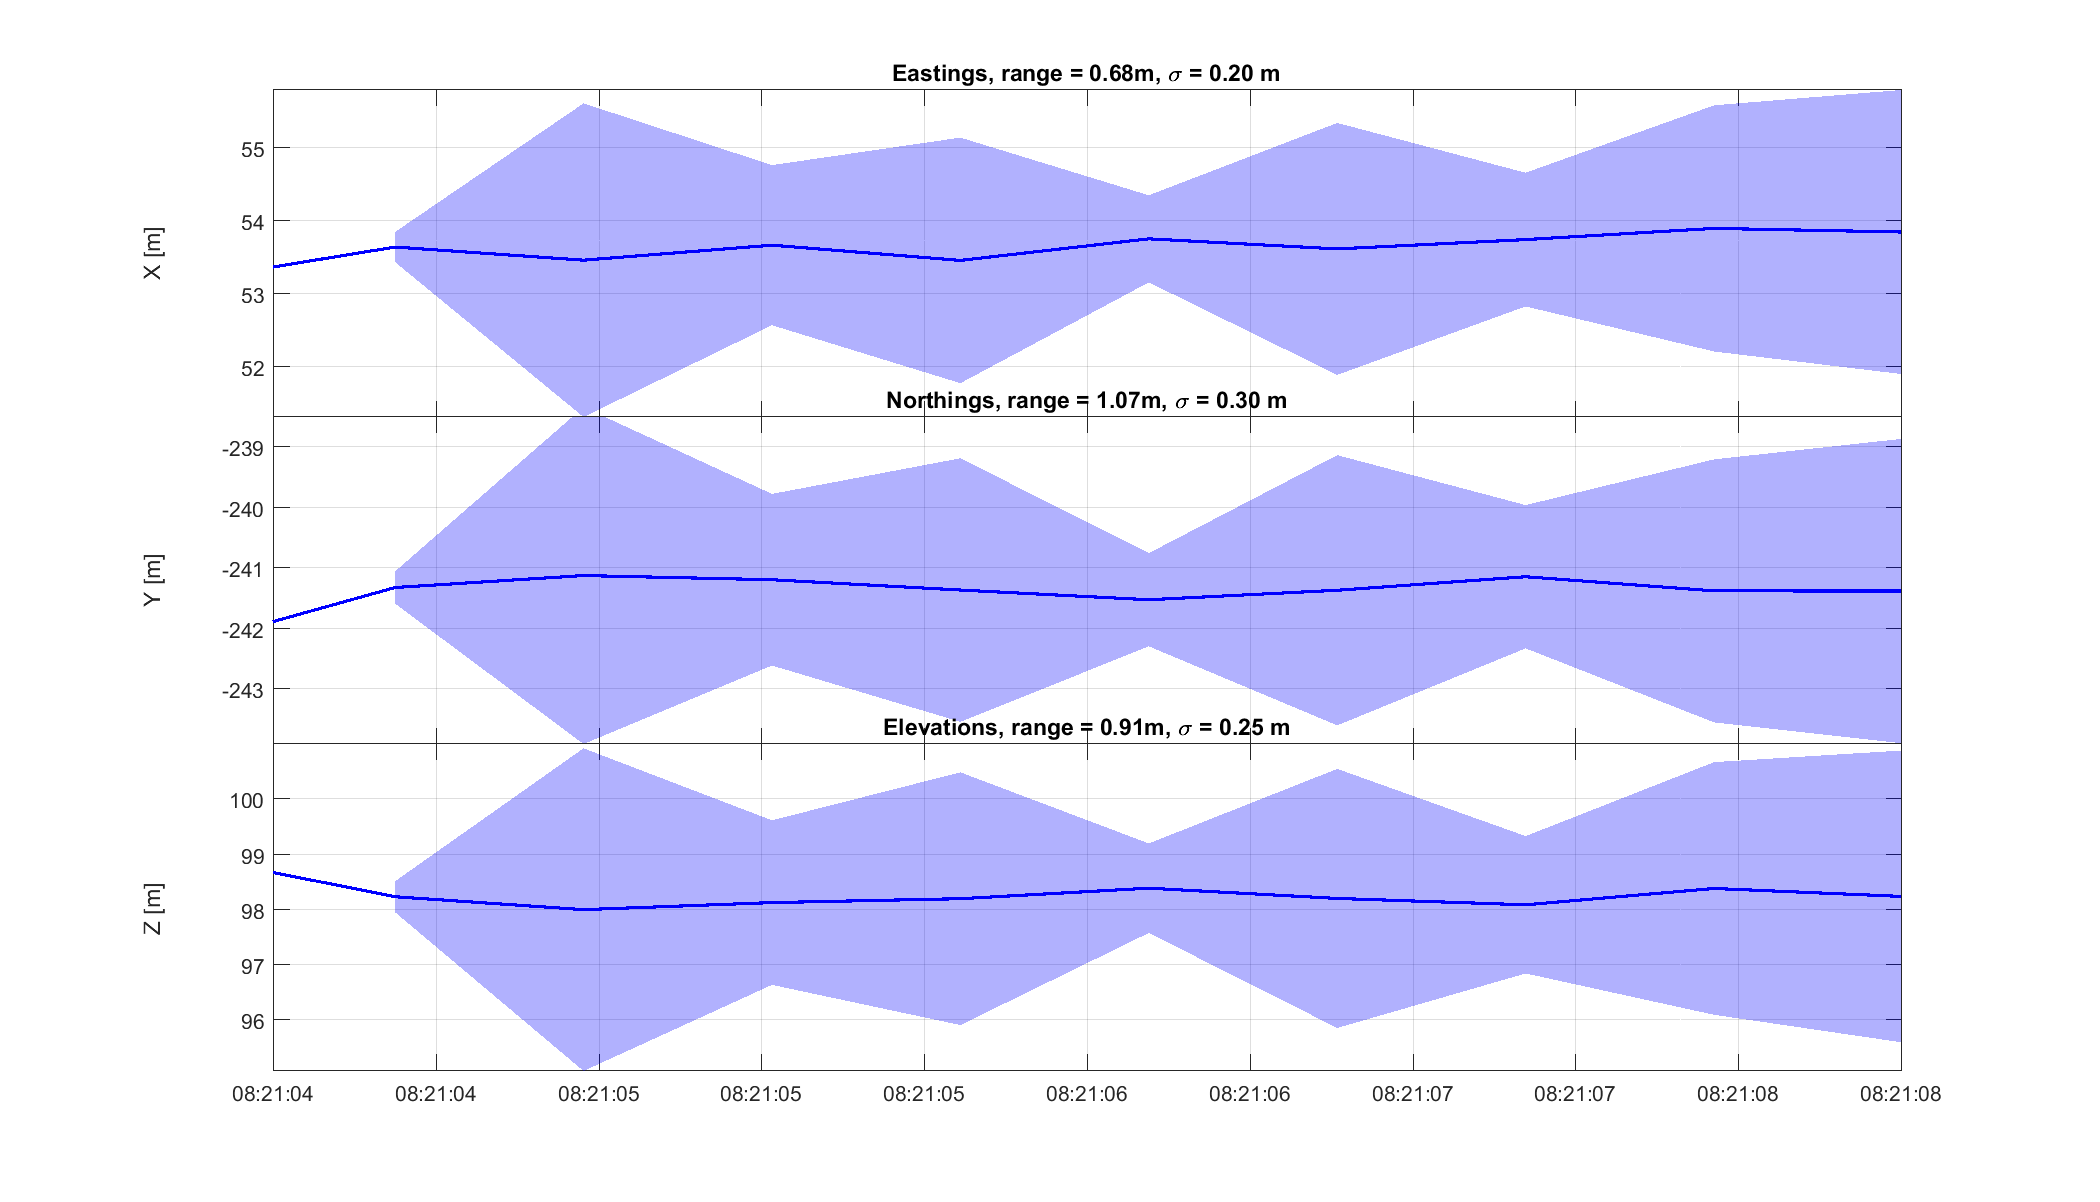 Eastings, range = 0.68m, σ = 0.20 m
55
54
53
52
X [m]
Northings, range = 1.07m, σ = 0.30 m
-239
-240
-241
-242
-243
Y [m]
Elevations, range = 0.91m, σ = 0.25 m
100
99
98
97
96
Z [m]
08:21:04 08:21:04 08:21:05 08:21:05 08:21:05 08:21:06 08:21:06 08:21:07 08:21:07 08:21:08 08:21:08